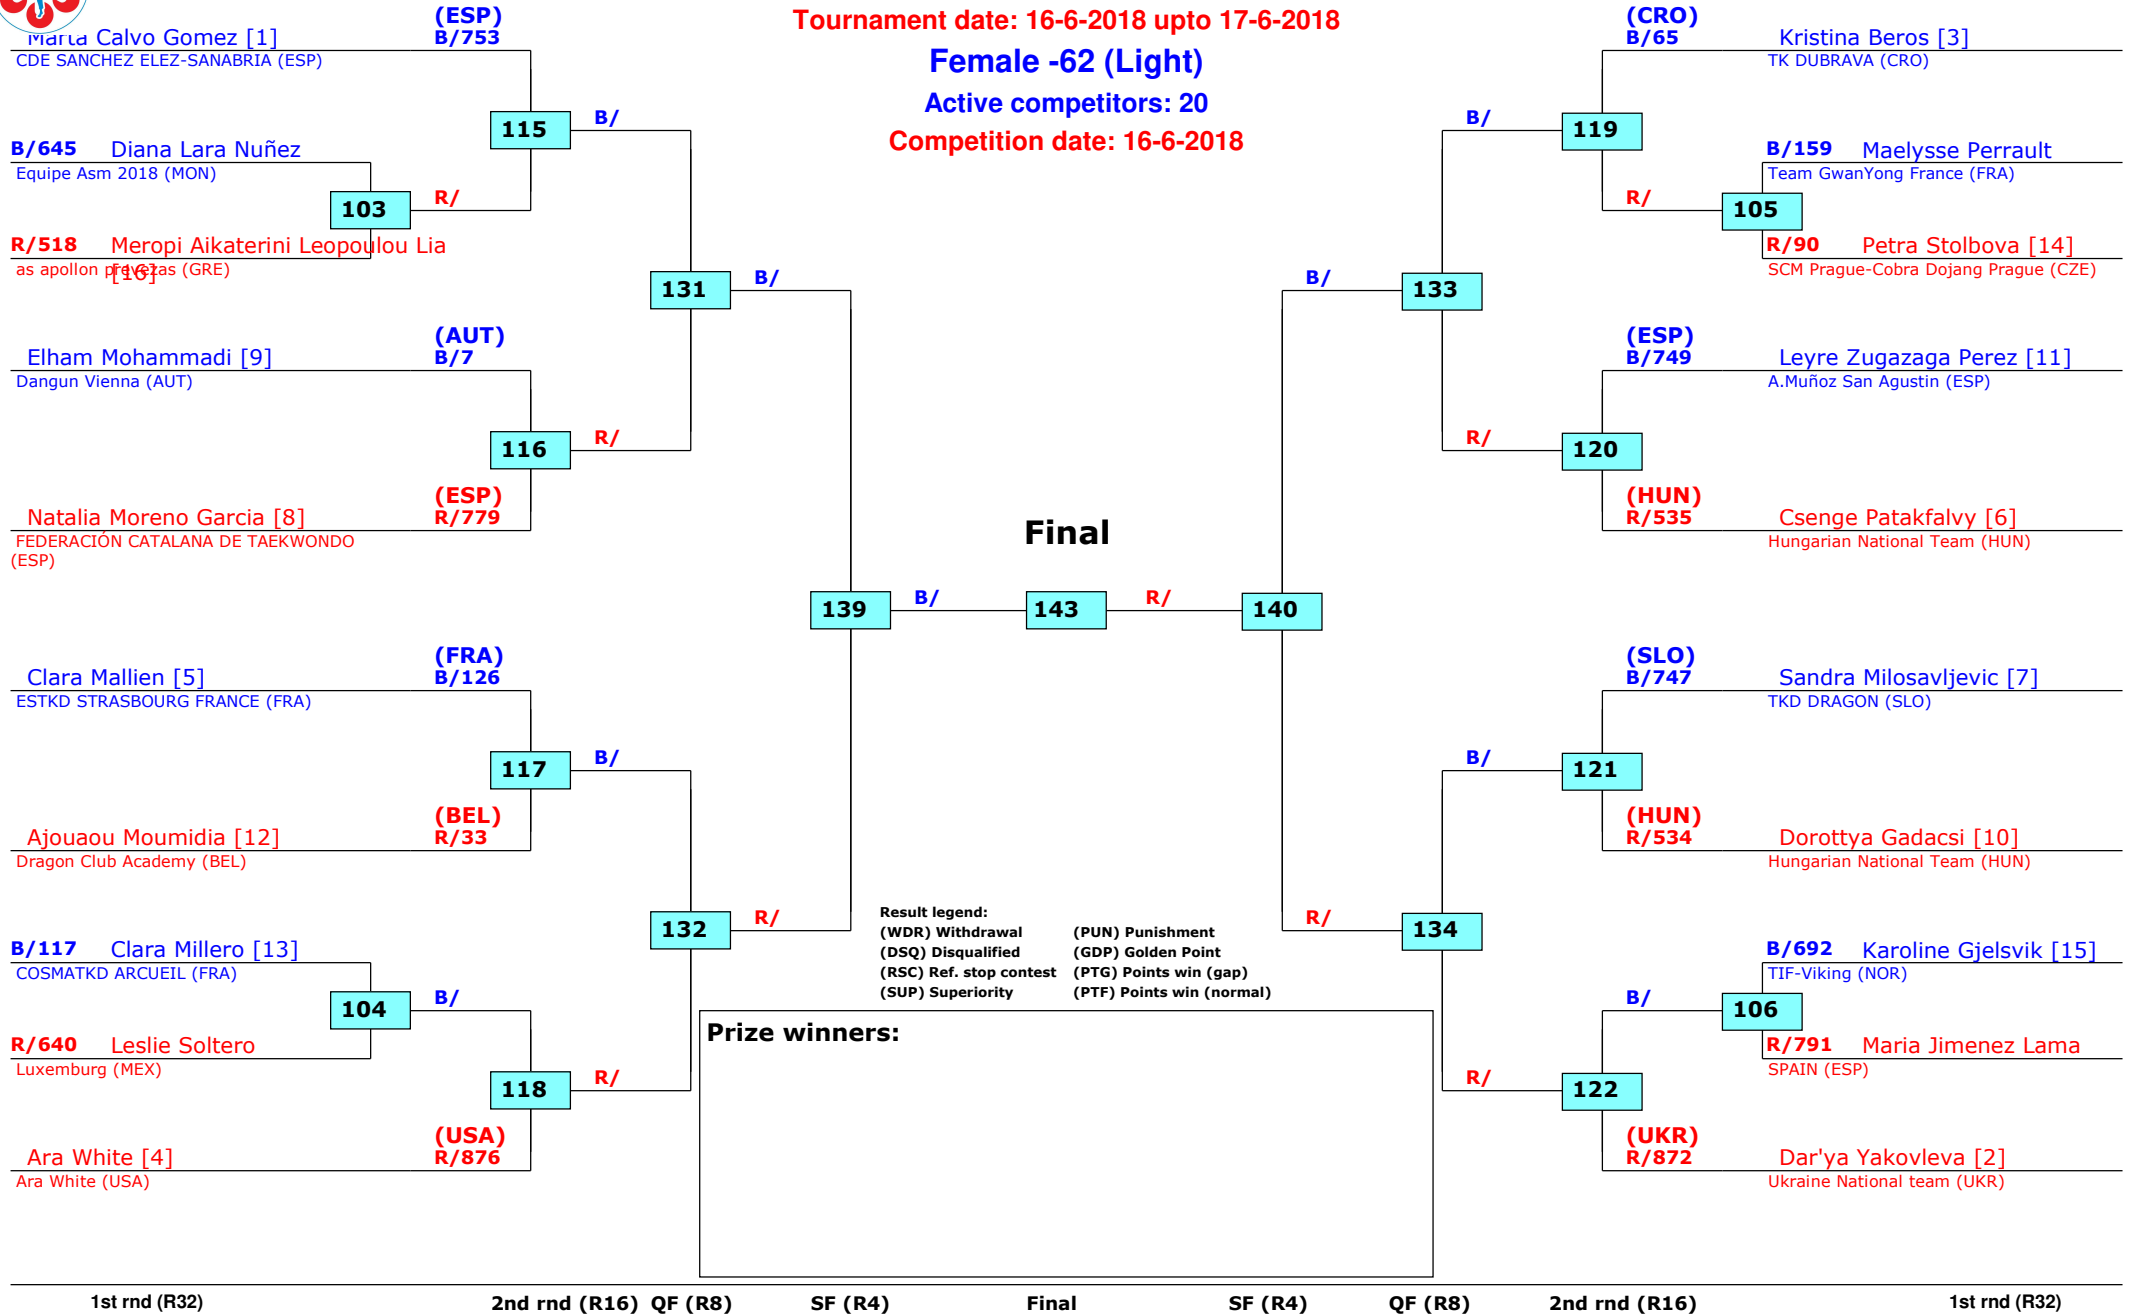 Tournament date: 16-6-2018 upto 17-6-2018
Female -62 (Light)
Active competitors: 20
Competition date: 16-6-2018
(ESP)
Marta Calvo Gomez [1] B/753
CDE SANCHEZ ELEZ-SANABRIA (ESP)
115 B/
B/645 Diana Lara Nuñez
Equipe Asm 2018 (MON)
103 R/
R/518 Meropi Aikaterini Leopoulou Lia
[16]
as apollon prevezas (GRE)
131 B/
(AUT)
Elham Mohammadi [9] B/7
Dangun Vienna (AUT)
116 R/
(ESP)
Natalia Moreno Garcia [8] R/779
FEDERACIÓN CATALANA DE TAEKWONDO
(ESP)
139 B/
(FRA)
Clara Mallien [5] B/126
ESTKD STRASBOURG FRANCE (FRA)
117 B/
(BEL)
Ajouaou Moumidia [12] R/33
Dragon Club Academy (BEL)
132 R/
B/117 Clara Millero [13]
COSMATKD ARCUEIL (FRA)
104 B/
R/640 Leslie Soltero
Luxemburg (MEX)
118 R/
(USA)
Ara White [4] R/876
Ara White (USA)
Final
143
(CRO)
B/65 Kristina Beros [3]
TK DUBRAVA (CRO)
B/ 119
B/159 Maelysse Perrault
Team GwanYong France (FRA)
R/ 105
R/90 Petra Stolbova [14]
SCM Prague-Cobra Dojang Prague (CZE)
B/ 133
(ESP)
B/749 Leyre Zugazaga Perez [11]
A.Muñoz San Agustin (ESP)
R/ 120
(HUN)
R/535 Csenge Patakfalvy [6]
Hungarian National Team (HUN)
R/ 140
(SLO)
B/747 Sandra Milosavljevic [7]
TKD DRAGON (SLO)
B/ 121
(HUN)
R/534 Dorottya Gadacsi [10]
Hungarian National Team (HUN)
R/ 134
B/692 Karoline Gjelsvik [15]
TIF-Viking (NOR)
B/ 106
R/791 Maria Jimenez Lama
SPAIN (ESP)
R/ 122
(UKR)
R/872 Dar'ya Yakovleva [2]
Ukraine National team (UKR)
Result legend:
(WDR) Withdrawal (PUN) Punishment
(DSQ) Disqualified (GDP) Golden Point
(RSC) Ref. stop contest (PTG) Points win (gap)
(SUP) Superiority (PTF) Points win (normal)
Prize winners:
1st rnd (R32) 2nd rnd (R16) QF (R8) SF (R4) Final SF (R4) QF (R8) 2nd rnd (R16) 1st rnd (R32)